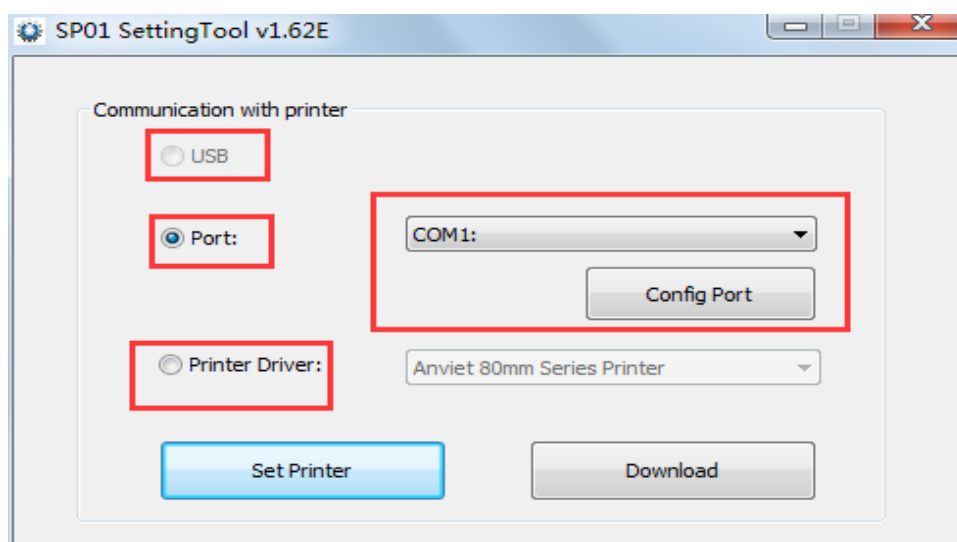 SP01 SettingTool v1.62E
Communication with printer
USB
Port:
COM1:
Config Port
Printer Driver:
Anviet 80mm Series Printer
Set Printer
Download